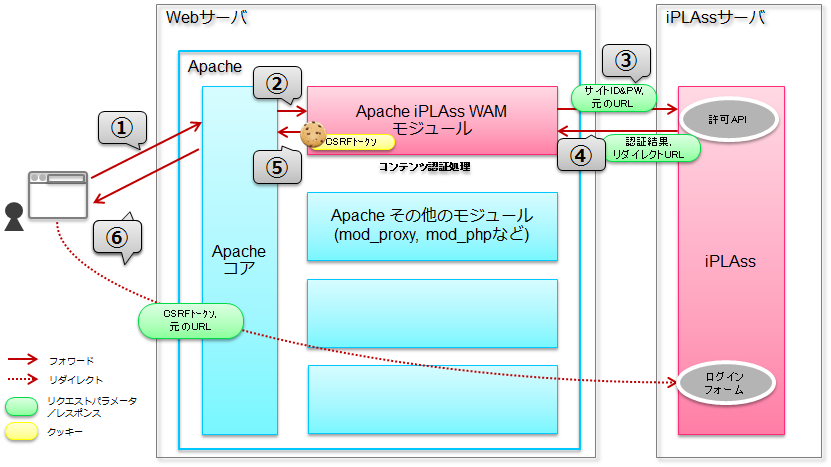 Webサーバ
iPLAssサーバ
Apache
①
②
③
サイトID&PW,
元のURL
Apache iPLAss WAM
モジュール
許可API
CSRFトークン
④
認証結果,
リダイレクトURL
⑤
コンテンツ認証処理
⑥
Apache
コア
Apache その他のモジュール
(mod_proxy, mod_phpなど)
iPLAss
CSRFトークン,
元のURL
ログイン
フォーム
フォワード
リダイレクト
リクエストパラメータ
／レスポンス
クッキー